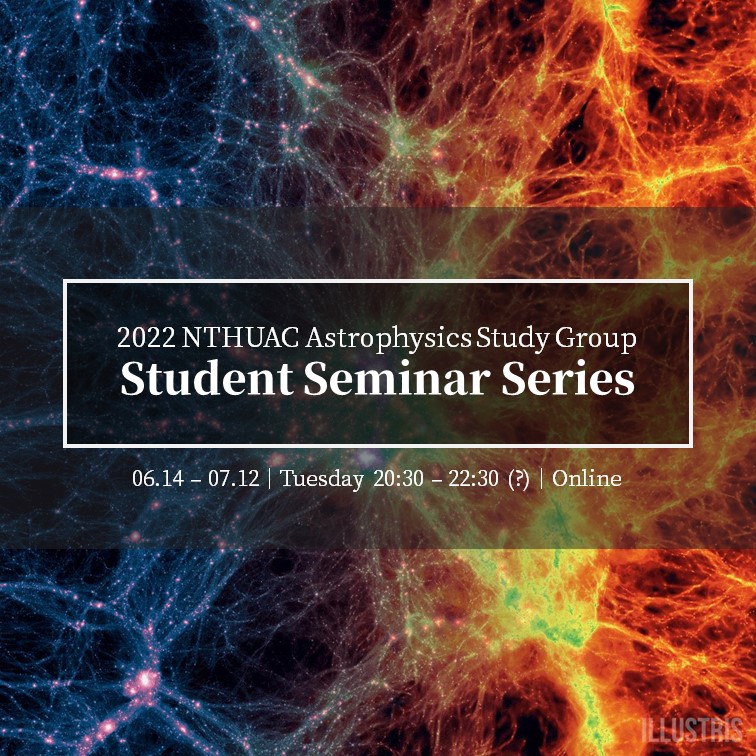 2022 NTHUAC Astrophysics Study Group
Student Seminar Series
06.14 – 07.12 | Tuesday 20:30 – 22:30 (?) | Online
ILLUSTRIS